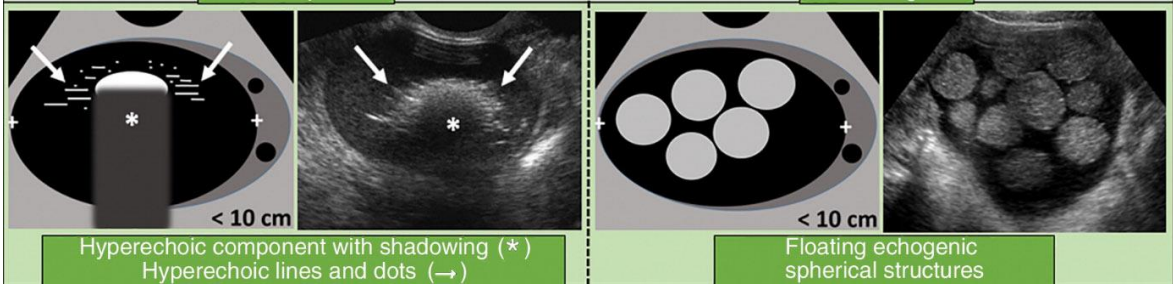 < 10 cm
< 10 cm
Hyperechoic component with shadowing (*)
Hyperechoic lines and dots (→)
Floating echogenic
spherical structures